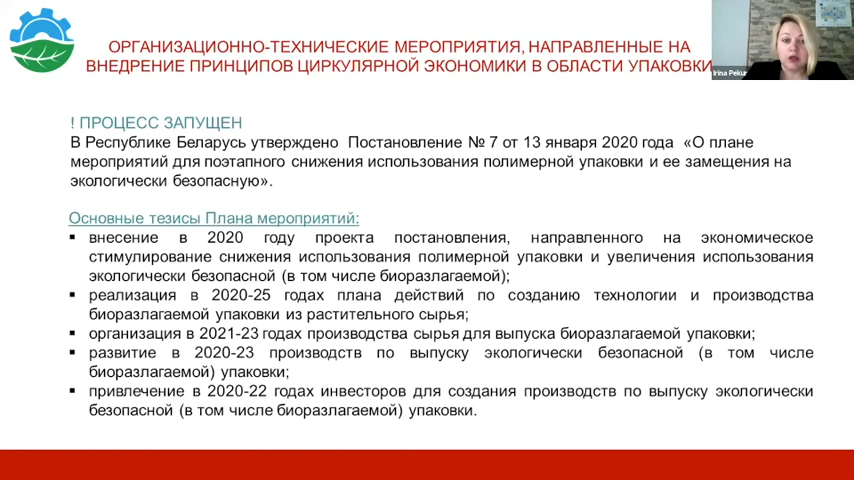 ОРГАНИЗАЦИОННО-ТЕХНИЧЕСКИЕ МЕРОПРИЯТИЯ, НАПРАВЛЕННЫЕ НА
ВНЕДРЕНИЕ ПРИНЦИПОВ ЦИРКУЛЯРНОЙ ЭКОНОМИКИ В ОБЛАСТИ УПАКОВКИ
Irina
! ПРОЦЕСС ЗАПУЩЕН
В Республике Беларусь утверждено Постановление № 7 от 13 января 2020 года «О плане
мероприятий для поэтапного снижения использования полимерной упаковки и ее замещения на
экологически безопасную».
Основные тезисы Плана мероприятий:
▪ внесение в 2020 году проекта постановления, направленного на экономическое
стимулирование снижения использования полимерной упаковки и увеличения использования
экологически безопасной (в том числе биоразлагаемой);
▪ реализация в 2020-25 годах плана действий по созданию технологии и производства
биоразлагаемой упаковки из растительного сырья;
▪ организация в 2021-23 годах производства сырья для выпуска биоразлагаемой упаковки;
▪ развитие в 2020-23 производств по выпуску экологически безопасной (в том числе
биоразлагаемой) упаковки;
▪ привлечение в 2020-22 годах инвесторов для создания производств по выпуску экологически
безопасной (в том числе биоразлагаемой) упаковки.